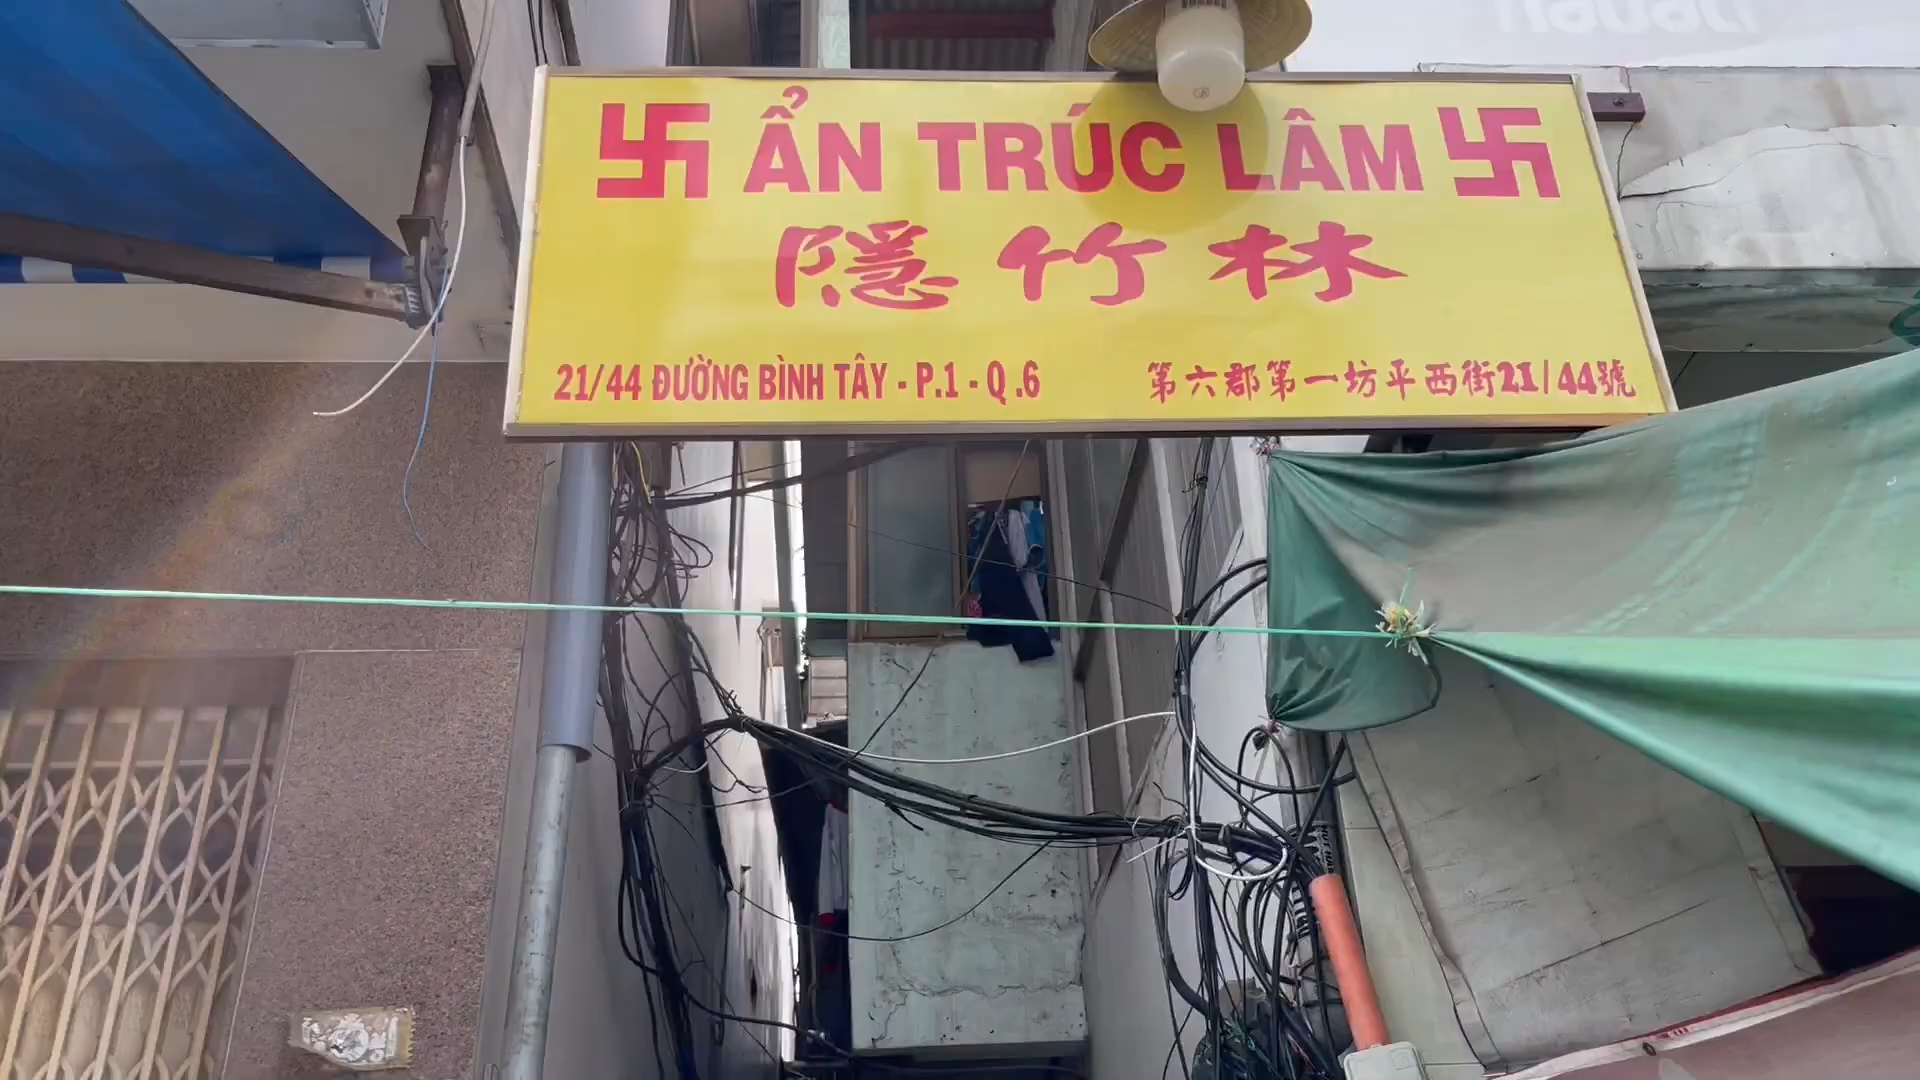 卐 ẨN TRÚC LÂM 卐
隱竹林
21/44 ĐƯỜNG BÌNH TÂY - P.1 - Q.6
第六郡第一坊平西街21/44號